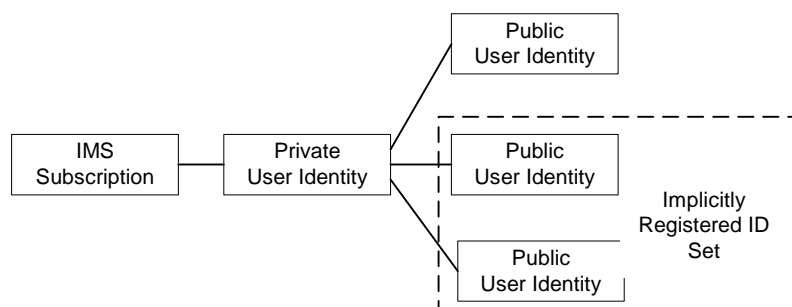 Public
User Identity
IMS
Subscription
Private
User Identity
Public
User Identity
Implicitly
Registered ID
Set
Public
User Identity